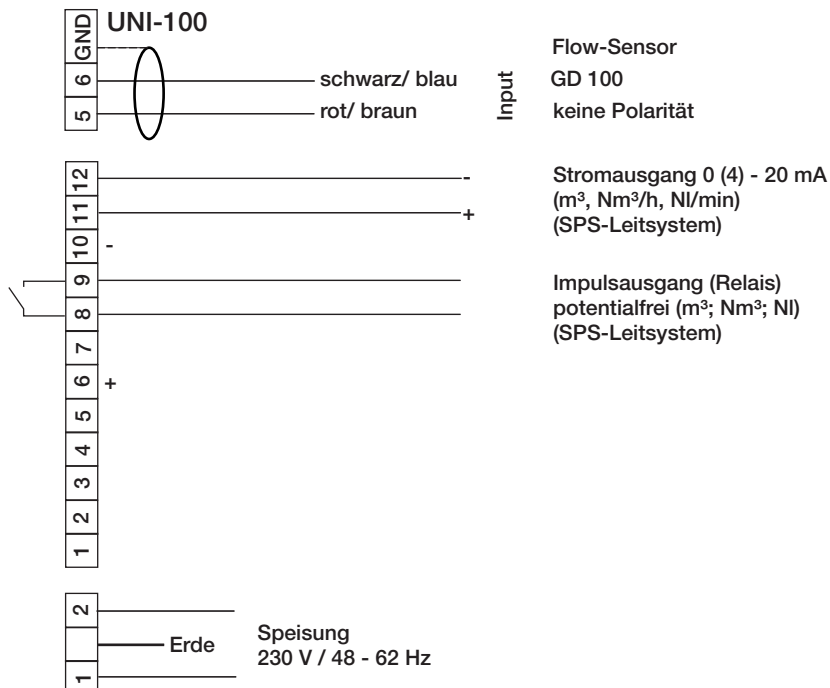 UNI-100
GND
6
5
schwarz/ blau
rot/ braun
Input
Flow-Sensor
GD 100
keine Polarität
12
11
10
9
8
7
6
5
4
3
2
1
-
+
-
+
Stromausgang 0 (4) - 20 mA
(m³, Nm³/h, Nl/min)
(SPS-Leitsystem)
Impulsausgang (Relais)
potentialfrei (m³; Nm³; Nl)
(SPS-Leitsystem)
2
1
Erde
Speisung
230 V / 48 - 62 Hz